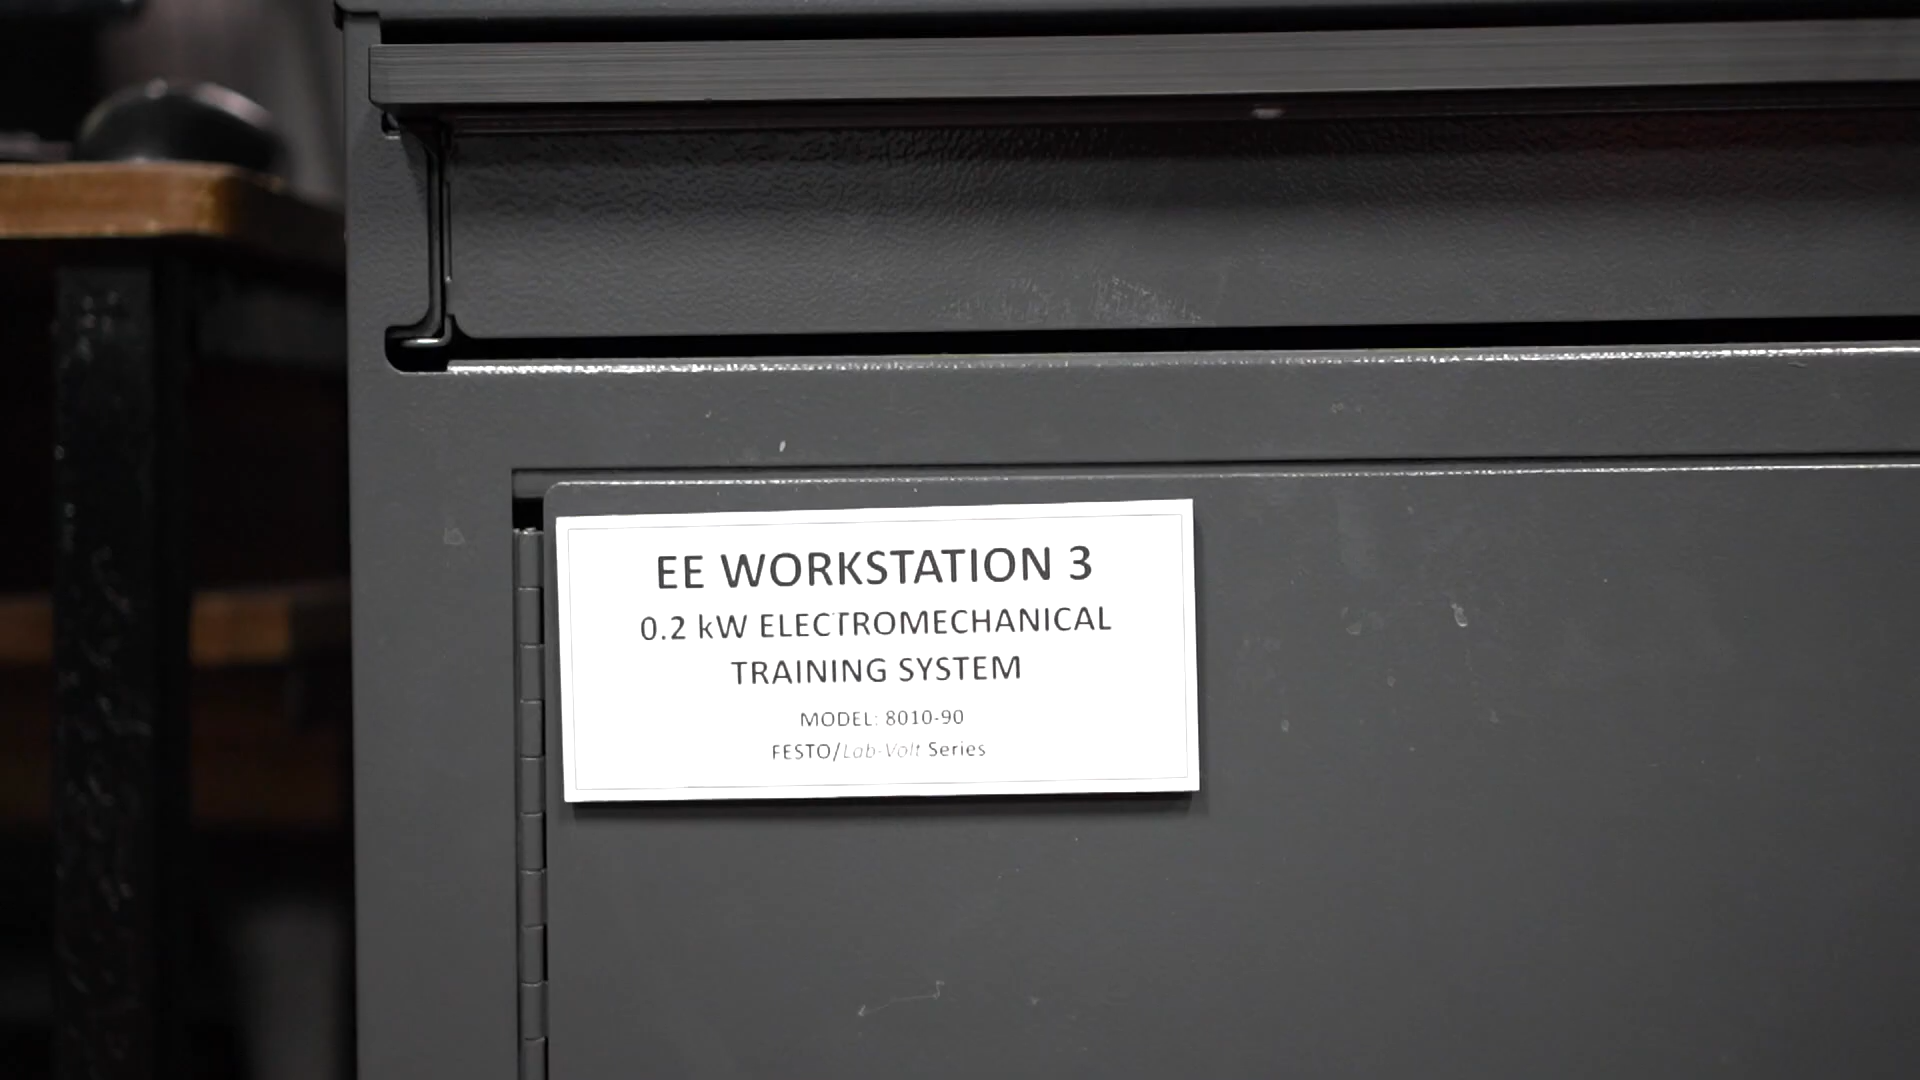 EE WORKSTATION 3
0.2 kW ELECTROMECHANICAL
TRAINING SYSTEM
MODEL: 8010-90
FESTO/Lab-Volt Series